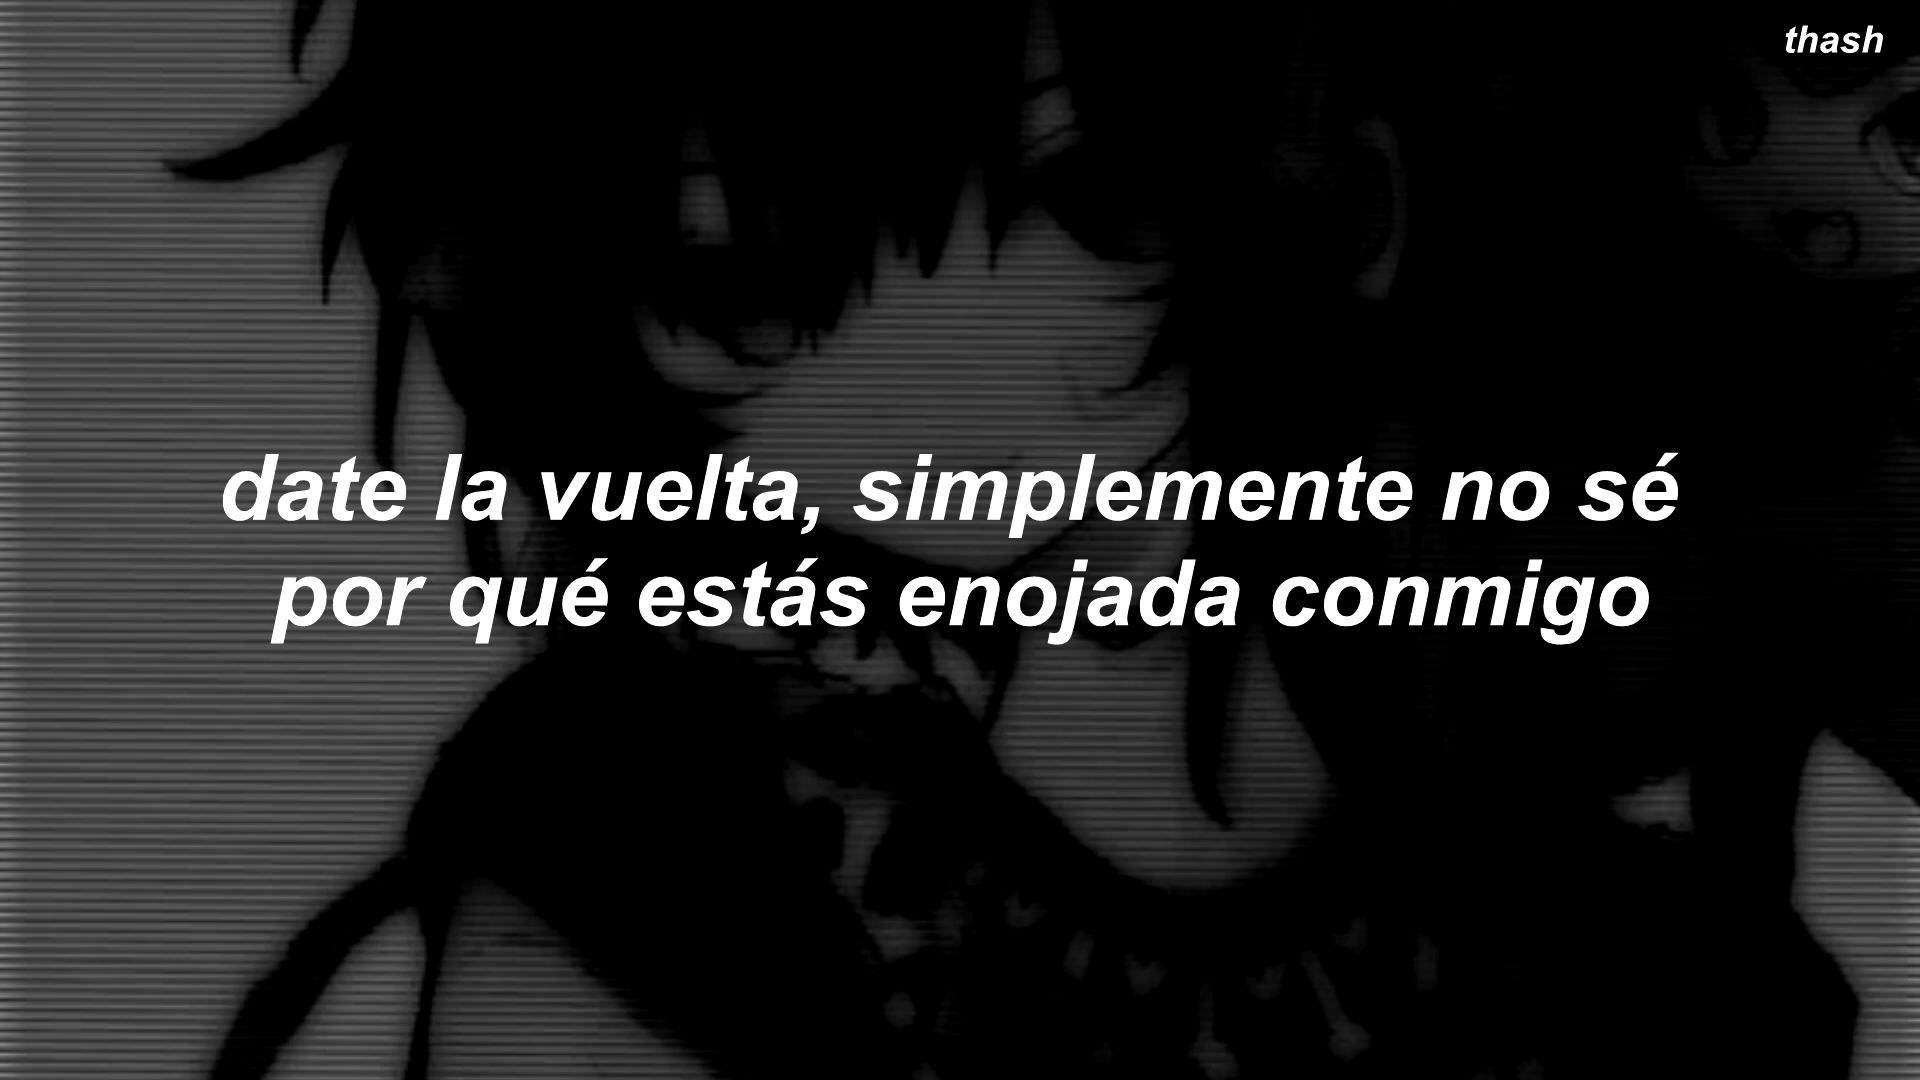 thash
date la vuelta, simplemente no sé
por qué estás enojada conmigo